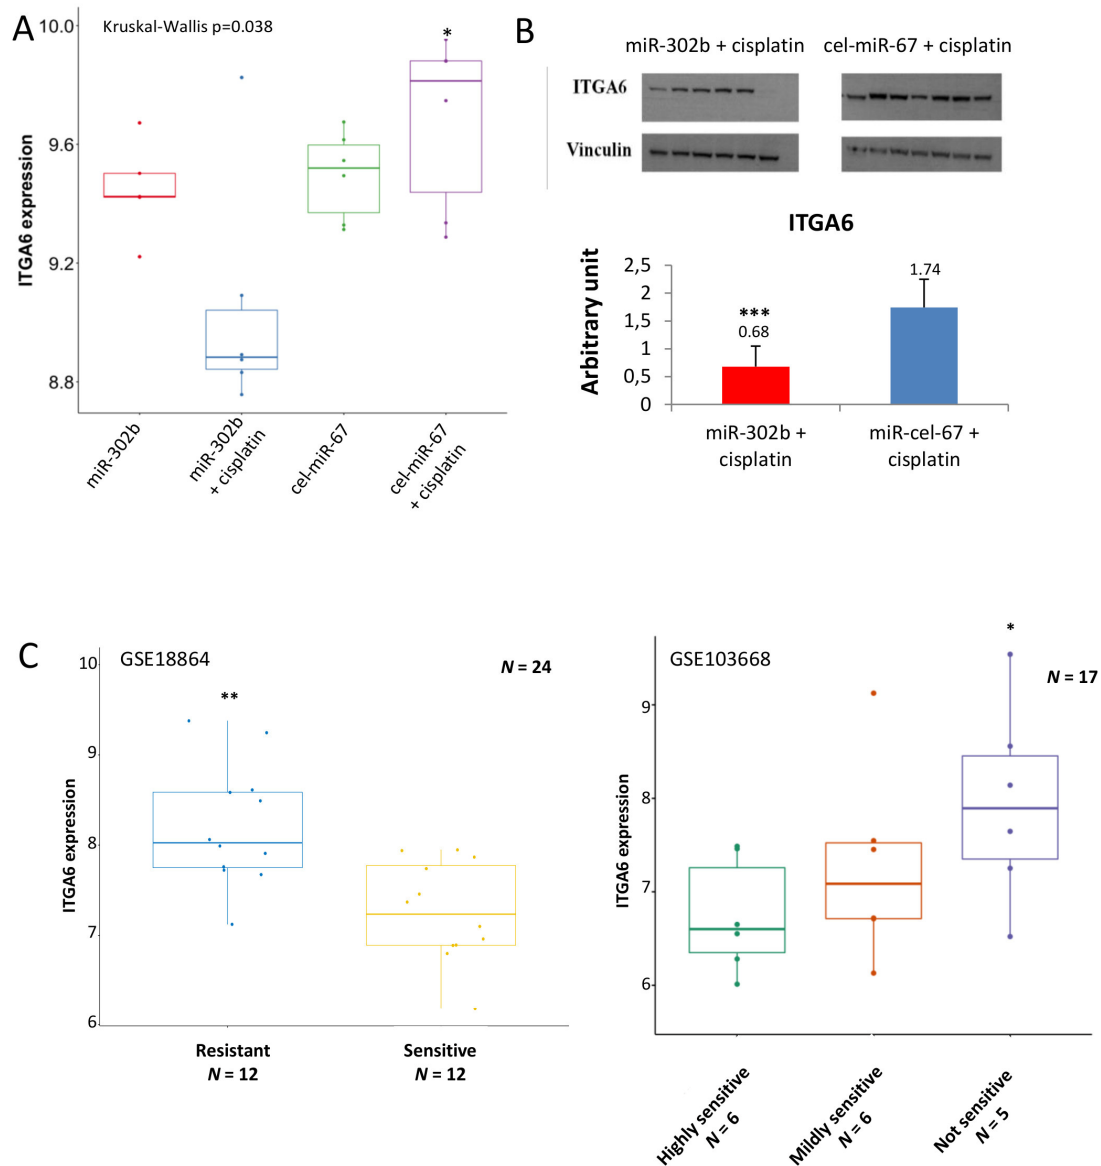 A
Kruskal-Wallis p=0.038
*
ITGA6 expression
10.0
9.6
9.2
8.8
miR-302b
miR-302b
+ cisplatin
cel-miR-67
cel-miR-67
+ cisplatin
B
miR-302b + cisplatin
cel-miR-67 + cisplatin
ITGA6
Vinculin
ITGA6
Arbitrary unit
2,5
2
1,5
1
0,5
0
***
0.68
1.74
miR-302b +
cisplatin
miR-cel-67 +
cisplatin
C
GSE18864
N = 24
**
ITGA6 expression
10
9
8
7
6
Resistant
N = 12
Sensitive
N = 12
GSE103668
*
N = 17
ITGA6 expression
9
8
7
6
Highly sensitive
N = 6
Mildly sensitive
N = 6
Not sensitive
N = 5